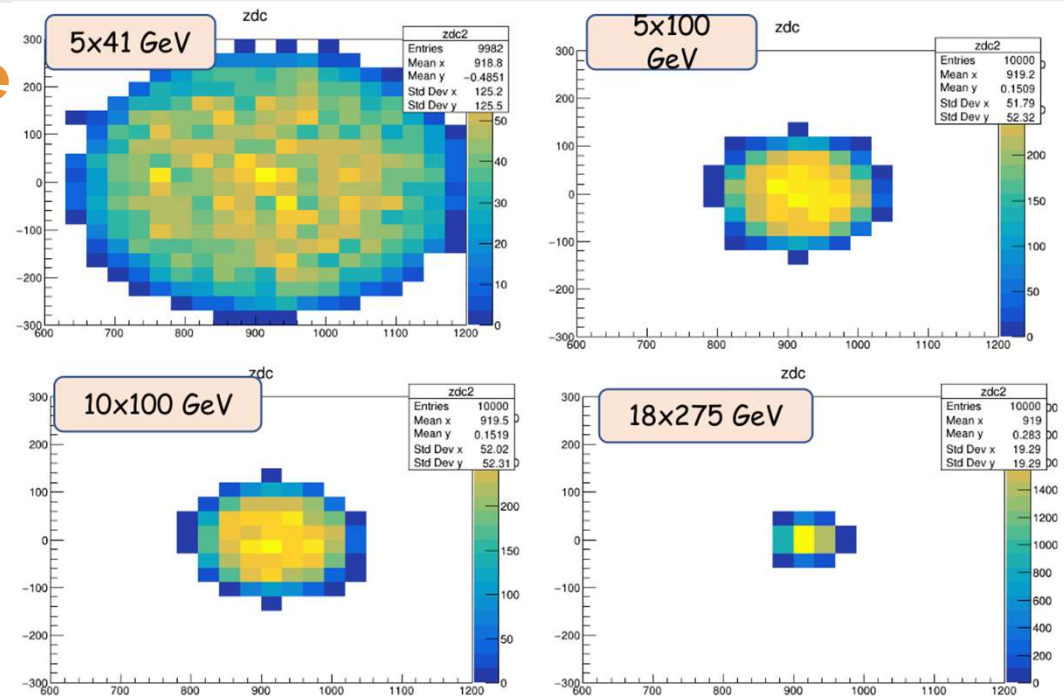 e
zdc
5x41 GeV
zdc2
Entries 9982
Mean x 918.8
Mean y −0.4851
Std Dev x 125.2
Std Dev y 125.5
300
200
100
0
−100
−200
−300
600 700 800 900 1000 1100 1200
50
40
30
20
10
0
zdc
5x100
GeV
zdc2
Entries 10000
Mean x 919.2
Mean y 0.1509
Std Dev x 51.79
Std Dev y 52.32
300
200
100
0
−100
−200
−300
600 700 800 900 1000 1100 1200
200
150
100
50
0
zdc
10x100 GeV
zdc2
Entries 10000
Mean x 919.5
Mean y 0.1519
Std Dev x 52.02
Std Dev y 52.31
300
200
100
0
−100
−200
−300
600 700 800 900 1000 1100 1200
200
150
100
50
0
zdc
18x275 GeV
zdc2
Entries 10000
Mean x 919
Mean y 0.283
Std Dev x 19.29
Std Dev y 19.29
300
200
100
0
−100
−200
−300
600 700 800 900 1000 1100 1200
1400
1200
1000
800
600
400
200
0